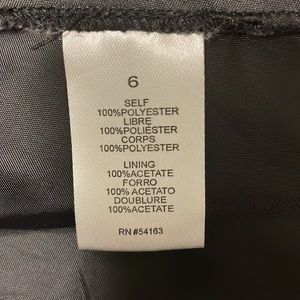 6
SELF
100%POLYESTER
LIBRE
100%POLIÉSTER
CORPS
100%POLYESTER
LINING
100%ACETATE
FORRO
100% ACETATO
DOUBLURE
100%ACETATE
RN#54163